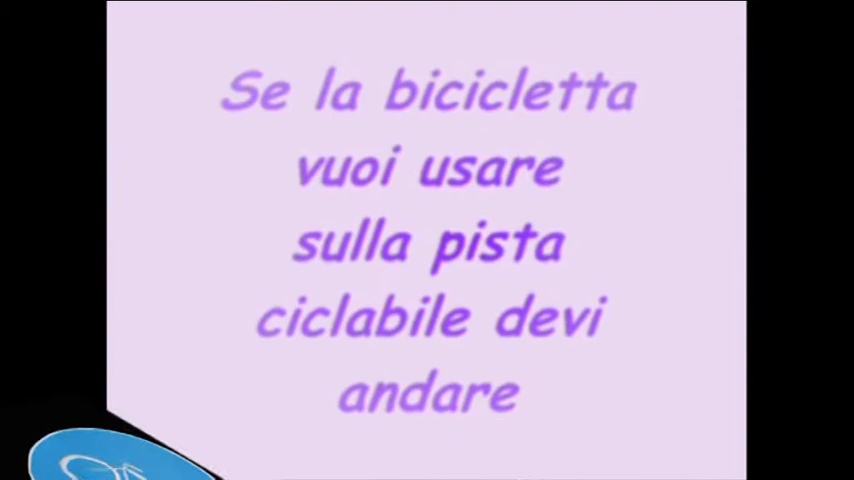 Se la bicicletta
vuoi usare
sulla pista
ciclabile devi
andare